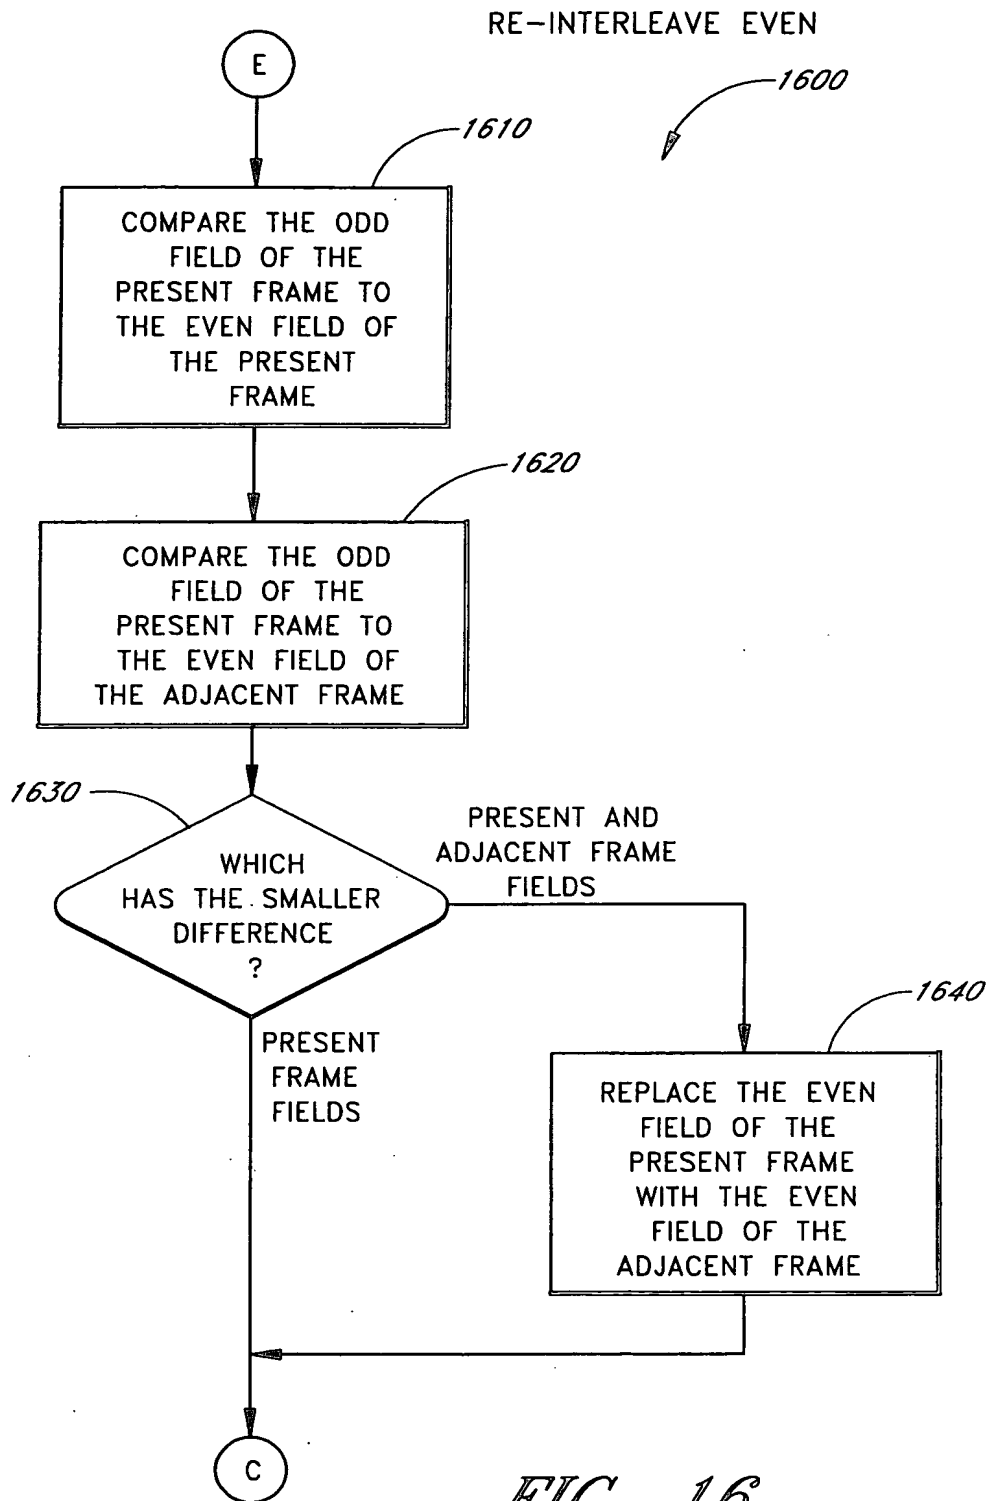 RE-INTERLEAVE EVEN
E
1600
1610
COMPARE THE ODD
FIELD OF THE
PRESENT FRAME TO
THE EVEN FIELD OF
THE PRESENT
FRAME
1620
COMPARE THE ODD
FIELD OF THE
PRESENT FRAME TO
THE EVEN FIELD OF
THE ADJACENT FRAME
1630
WHICH
HAS THE SMALLER
DIFFERENCE
?
PRESENT AND
ADJACENT FRAME
FIELDS
PRESENT
FRAME
FIELDS
1640
REPLACE THE EVEN
FIELD OF THE
PRESENT FRAME
WITH THE EVEN
FIELD OF THE
ADJACENT FRAME
C
FIG. 16